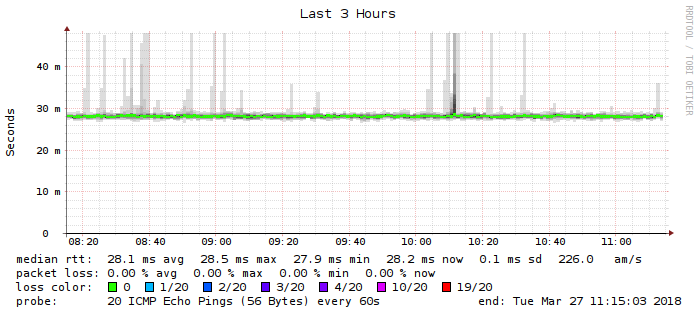 Last 3 Hours
RRDTOOL / TOBI OETIKER
Seconds
40 m
30 m
20 m
10 m
0
08:20 08:40 09:00 09:20 09:40 10:00 10:20 10:40 11:00
median rtt: 28.1 ms avg 28.5 ms max 27.9 ms min 28.2 ms now 0.1 ms sd 226.0 am/s
packet loss: 0.00 % avg 0.00 % max 0.00 % min 0.00 % now
loss color: 0 1/20 2/20 3/20 4/20 10/20 19/20
probe: 20 ICMP Echo Pings (56 Bytes) every 60s end: Tue Mar 27 11:15:03 2018